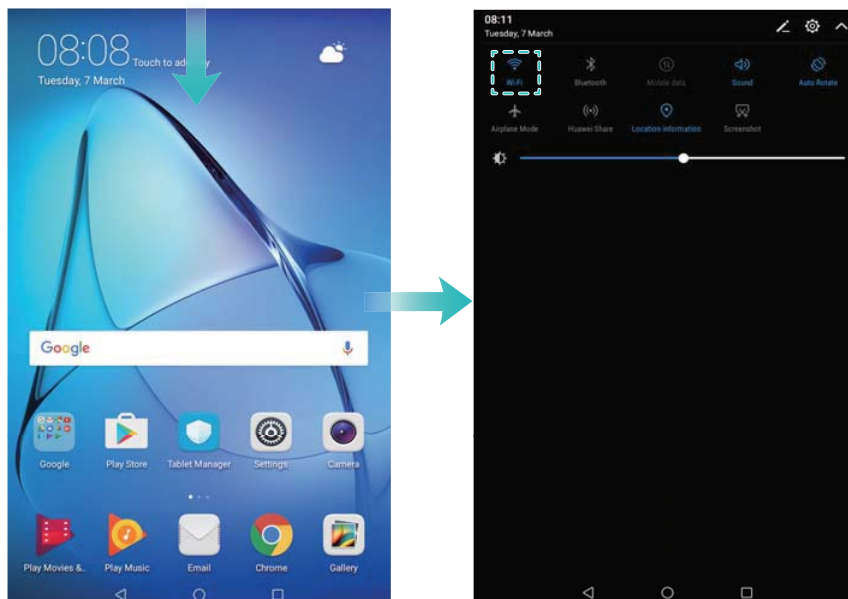 08:08 Touch to add
Tuesday, 7 March
Google
Google
Play Store
Tablet Manager
Settings
Camera
Play Movies &..
Play Music
Email
Chrome
Gallery
08:11
Tuesday, 7 March
Wi-Fi
Bluetooth
Mobile data
Sound
Auto Rotate
Airplane Mode
Huawei Share
Location information
Screenshot